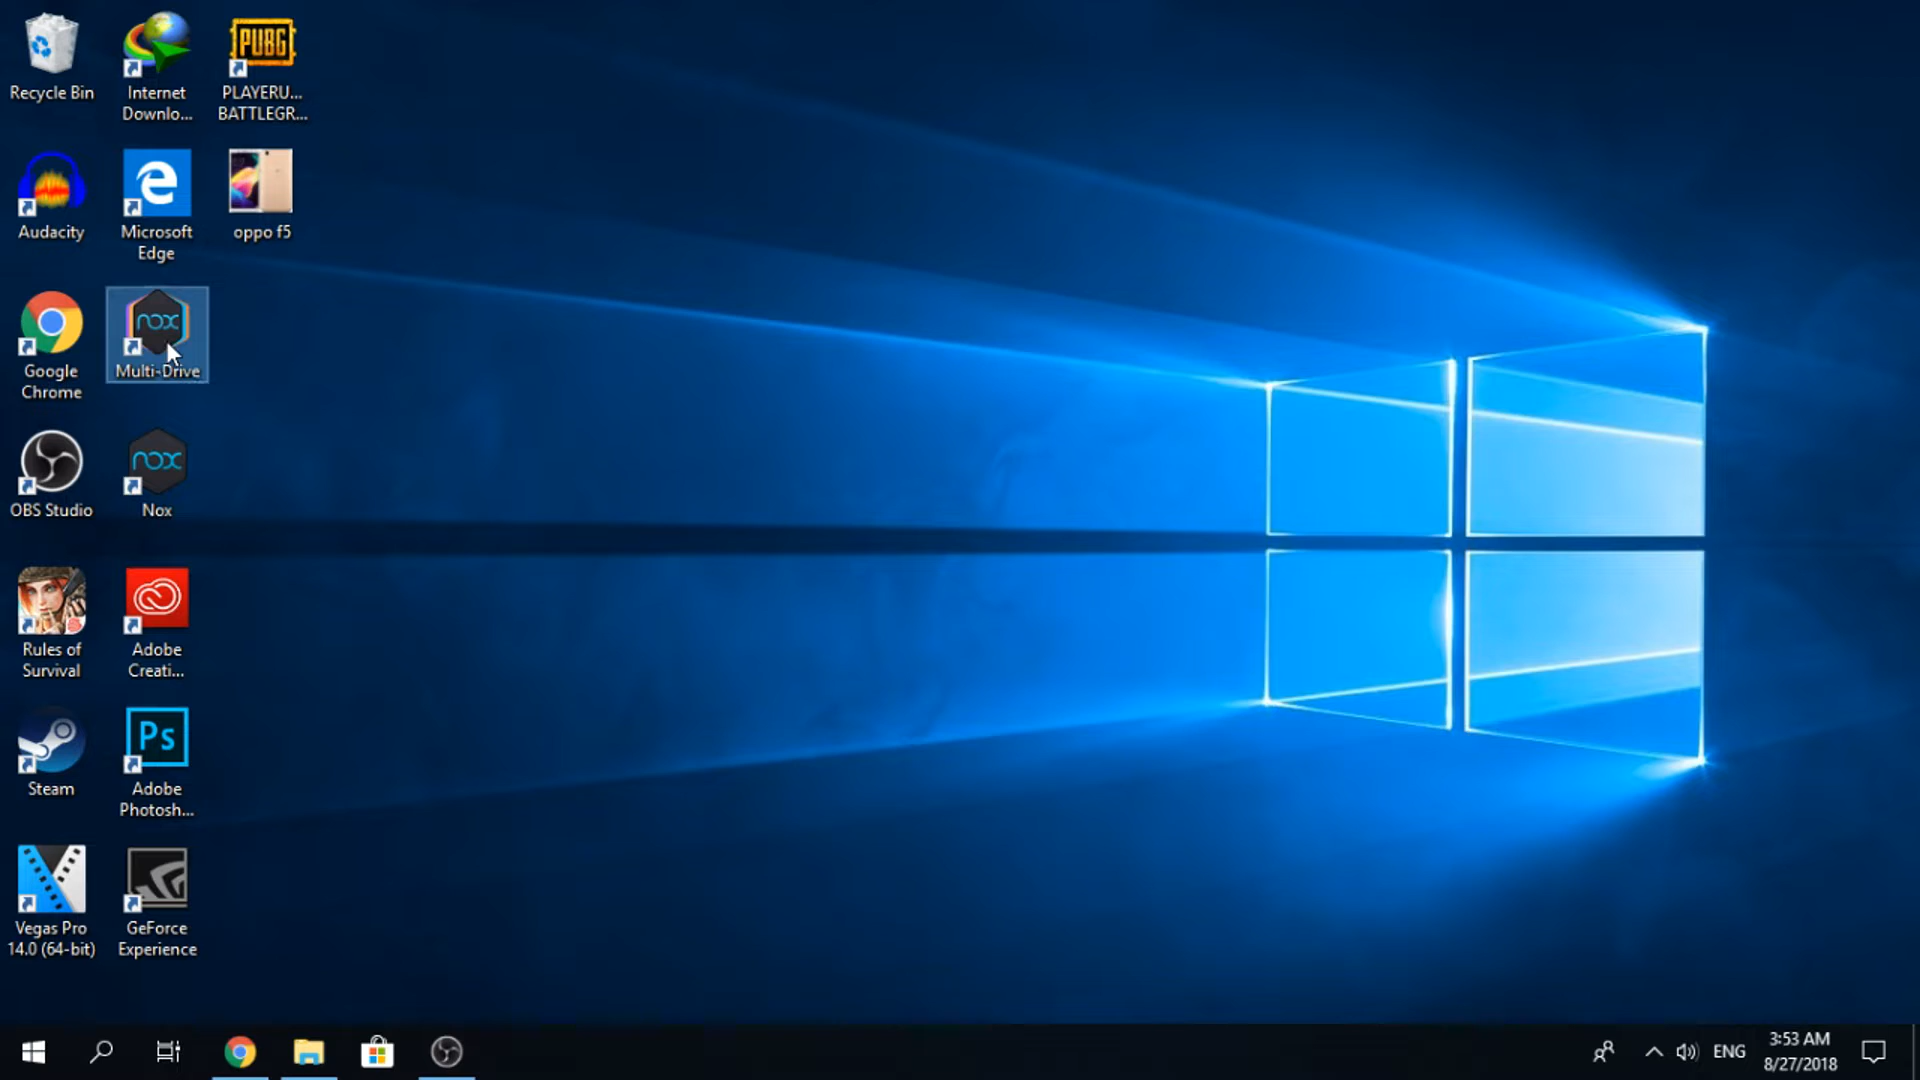 Recycle Bin
Internet
Downlo...
PUBG
PLAYERU...
BATTLEGR...
Audacity
Microsoft
Edge
oppo f5
Google
Chrome
nox
Multi-Drive
OBS Studio
nox
Nox
Rules of
Survival
Adobe
Creati...
Steam
Ps
Adobe
Photosh...
Vegas Pro
14.0 (64-bit)
GeForce
Experience
ENG
3:53 AM
8/27/2018